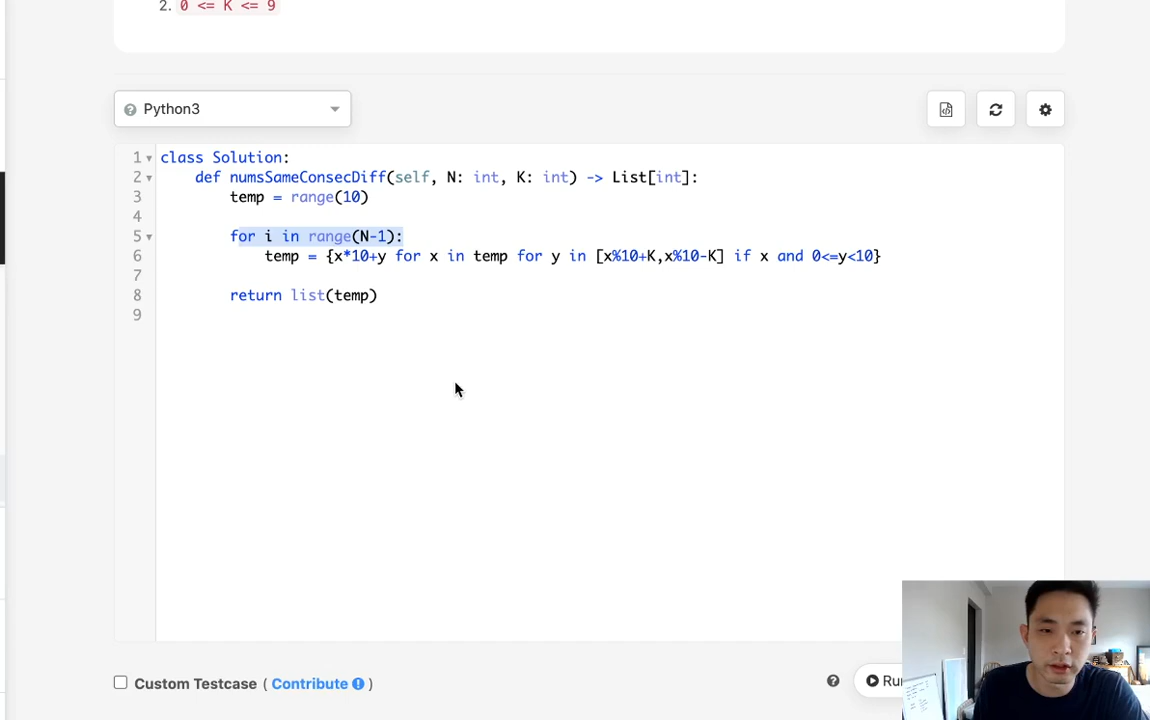 2. 0 <= K <= 9
Python3
1 class Solution:
2 def numsSameConsecDiff(self, N: int, K: int) -> List[int]:
3 temp = range(10)
4
5 for i in range(N-1):
6 temp = {x*10+y for x in temp for y in [x%10+K,x%10-K] if x and 0<=y<10}
7
8 return list(temp)
9
Custom Testcase ( Contribute )
Ru